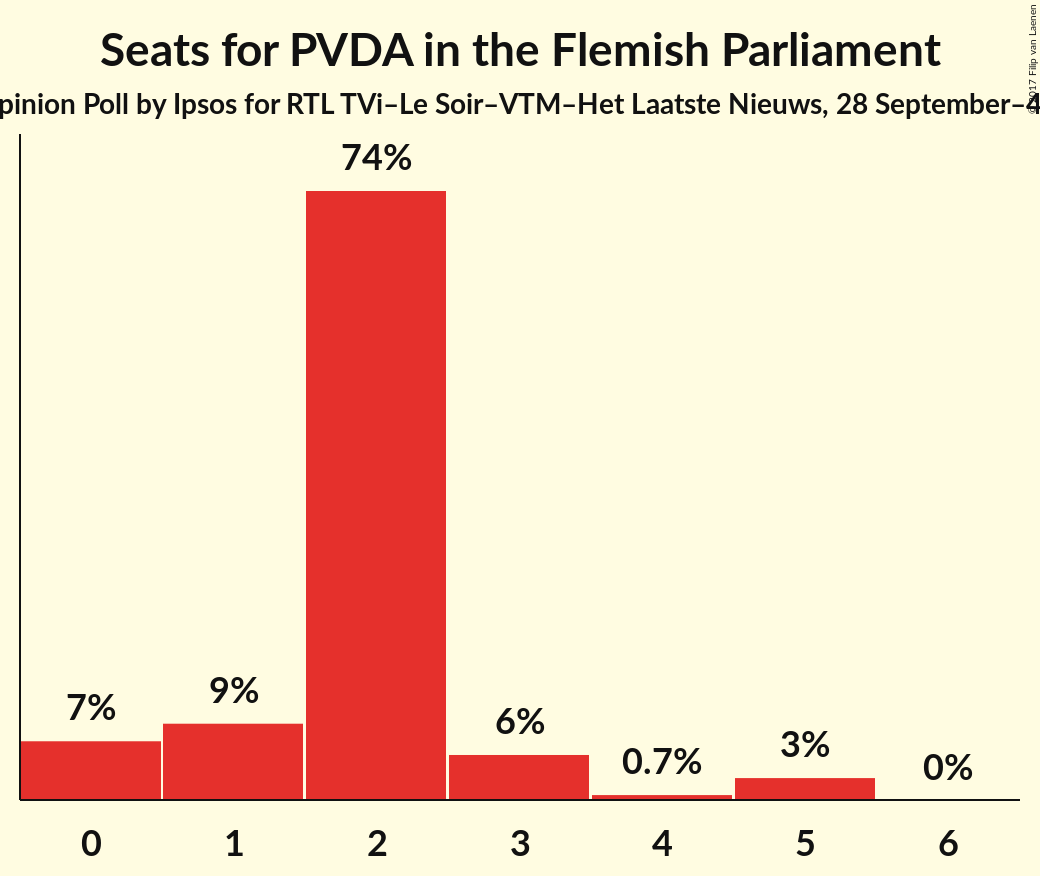 Seats for PVDA in the Flemish Parliament
pinion Poll by Ipsos for RTL TVi–Le Soir–VTM–Het Laatste Nieuws, 28 September–4
© 2017 Filip van Laenen
74%
7%
9%
6%
0.7%
3%
0%
0 1 2 3 4 5 6